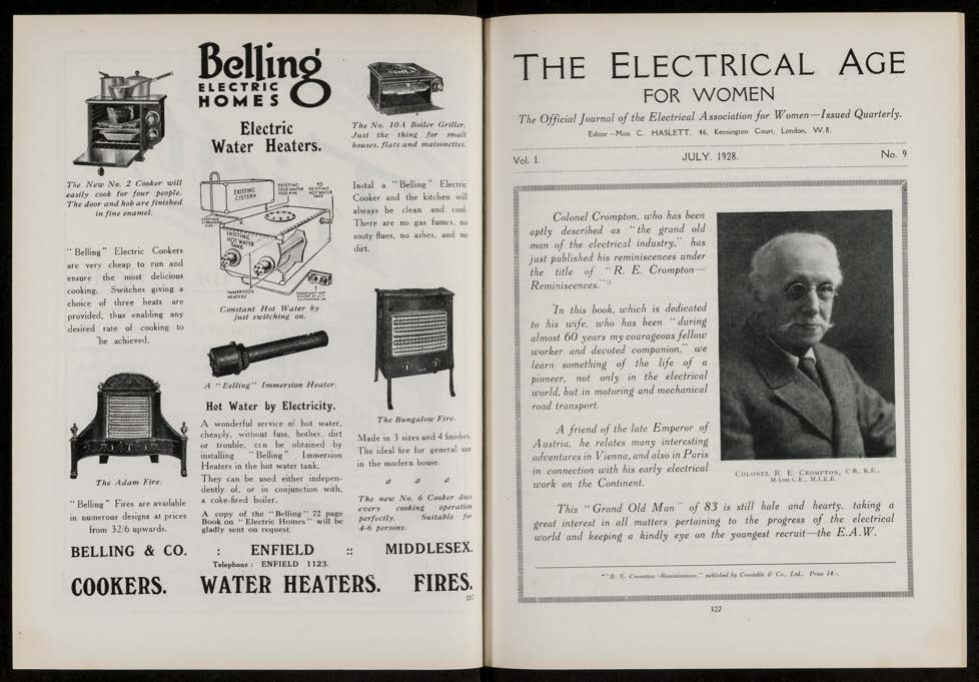 Belling
ELECTRIC
HOMES
Electric
Water Heaters.
The New No. 2 Cooker will
easily cook for four people.
The door and hob are finished
in fine enamel.
"Belling" Electric Cookers
are very cheap to run and
ensure the most delicious
cooking. Switches giving a
choice of three heats are
provided, thus enabling any
desired rate of cooking to
be achieved.
The Adam Fire.
"Belling" Fires are available
in numerous designs at prices
from 32/6 upwards.
EXISTING
CISTERN
EXISTING
HOT WATER
TANK
IMMERSION
HEATERS
Constant Hot Water by
just switching on.
A "Belling" Immersion Heater.
Hot Water by Electricity.
A wonderful service of hot water,
cheaply, without fuss, bother, dirt
or trouble, can be obtained by
installing "Belling" Immersion
Heaters in the hot water tank.
They can be used either indepen-
dently of, or in conjunction with,
a coke-fired boiler.
A copy of the "Belling" 72 page
Book on "Electric Homes" will be
gladly sent on request.
The No. 10A Boiler Griller.
Just the thing for small
houses, flats and maisonettes.
Instal a "Belling" Electric
Cooker and the kitchen will
always be clean and cool.
There are no gas fumes, no
sooty flues, no ashes, and no
dirt.
The Bungalow Fire.
Made in 3 sizes and 4 finishes.
The ideal fire for general use
in the modern house.
The new No. 6 Cooker does
every cooking operation
perfectly. Suitable for
4-6 persons.
BELLING & CO. : ENFIELD :: MIDDLESEX.
Telephone: ENFIELD 1123.
COOKERS. WATER HEATERS. FIRES.
THE ELECTRICAL AGE
FOR WOMEN
The Official Journal of the Electrical Association for Women—Issued Quarterly.
Editor—Miss C. HASLETT, 46, Kensington Court, London, W.8.
Vol. I. JULY, 1928. No. 9
Colonel Crompton, who has been
aptly described as "the grand old
man of the electrical industry," has
just published his reminiscences under
the title of "R. E. Crompton—
Reminiscences."*
In this book, which is dedicated
to his wife, who has been "during
almost 60 years my courageous fellow
worker and devoted companion," we
learn something of the life of a
pioneer, not only in the electrical
world, but in motoring and mechanical
road transport.
A friend of the late Emperor of
Austria, he relates many interesting
adventures in Vienna, and also in Paris
in connection with his early electrical
work on the Continent.
COLONEL R. E. CROMPTON, C.B., R.E.,
M.Inst.C.E., M.I.E.E.
This "Grand Old Man" of 83 is still hale and hearty, taking a
great interest in all matters pertaining to the progress of the electrical
world and keeping a kindly eye on the youngest recruit—the E.A.W.
*"R. E. Crompton—Reminiscences," published by Constable & Co., Ltd. Price 14/-.
327